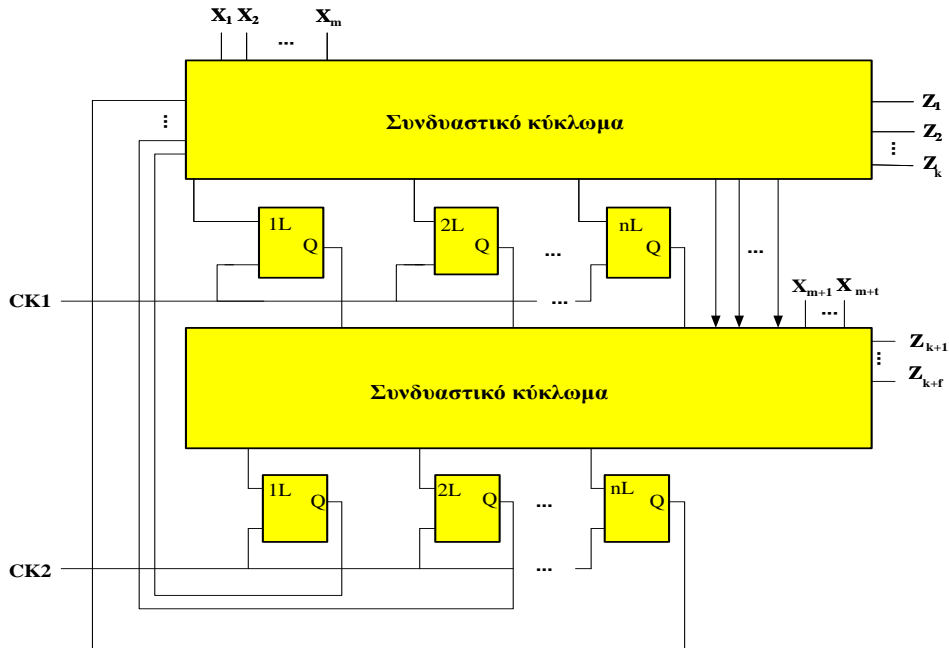 X1 X2 ... Xm
Συνδυαστικό κύκλωμα
Z1
Z2
Zk
...
1L Q
2L Q
...
nL Q
...
CK1
...
Xm+1 ... Xm+t
Συνδυαστικό κύκλωμα
Zk+1
...
Zk+f
1L Q
2L Q
...
nL Q
CK2
...